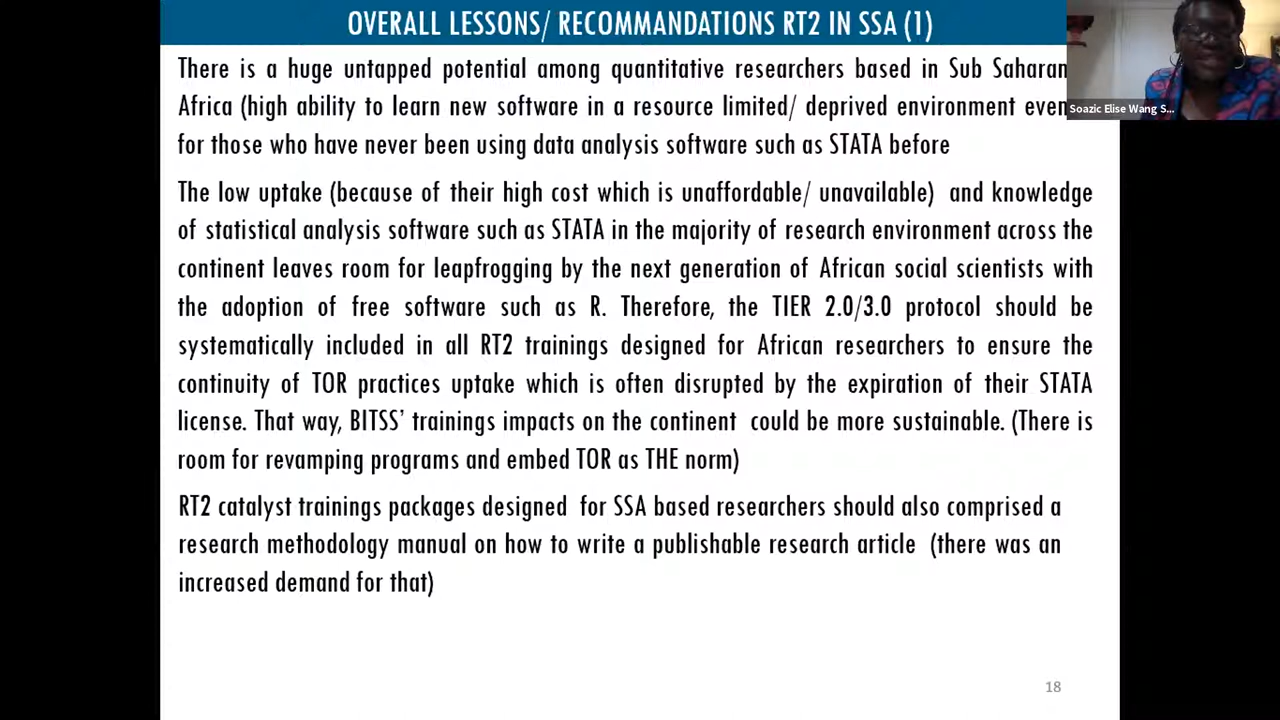 OVERALL LESSONS/ RECOMMANDATIONS RT2 IN SSA (1)
Soazic Elise Wang S...
There is a huge untapped potential among quantitative researchers based in Sub Saharan
Africa (high ability to learn new software in a resource limited/ deprived environment even
for those who have never been using data analysis software such as STATA before
The low uptake (because of their high cost which is unaffordable/ unavailable) and knowledge
of statistical analysis software such as STATA in the majority of research environment across the
continent leaves room for leapfrogging by the next generation of African social scientists with
the adoption of free software such as R. Therefore, the TIER 2.0/3.0 protocol should be
systematically included in all RT2 trainings designed for African researchers to ensure the
continuity of TOR practices uptake which is often disrupted by the expiration of their STATA
license. That way, BITSS’ trainings impacts on the continent could be more sustainable. (There is
room for revamping programs and embed TOR as THE norm)
RT2 catalyst trainings packages designed for SSA based researchers should also comprised a
research methodology manual on how to write a publishable research article (there was an
increased demand for that)
18